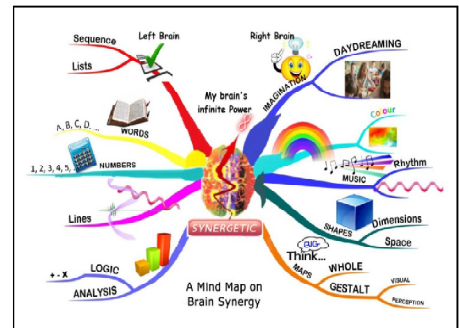 Left Brain
Right Brain
Sequence
Lists
DAYDREAMING
IMAGINATION
My brain's
infinite Power
A, B, C, D, ...
WORDS
Colour
1, 2, 3, 4, 5,
NUMBERS
Rhythm
MUSIC
Lines
SHAPES
Dimensions
Space
SYNERGETIC
Think...
MAPS
WHOLE
GESTALT
VISUAL
PERCEPTION
+ - x
LOGIC
ANALYSIS
A Mind Map on
Brain Synergy